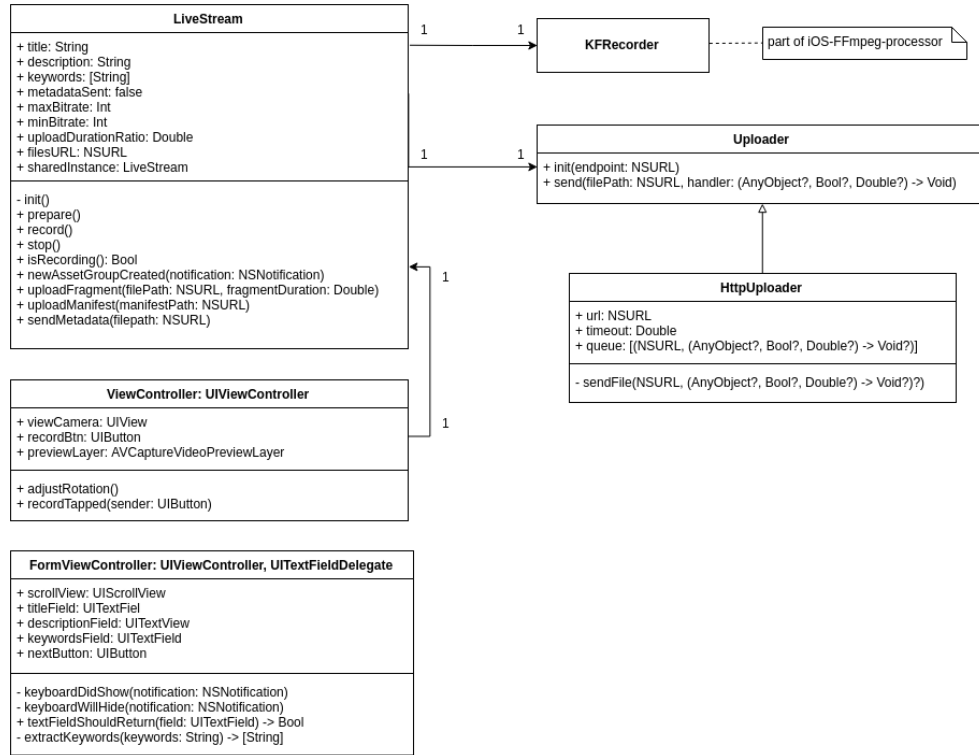 LiveStream
+ title: String
+ description: String
+ keywords: [String]
+ metadataSent: false
+ maxBitrate: Int
+ minBitrate: Int
+ uploadDurationRatio: Double
+ filesURL: NSURL
+ sharedInstance: LiveStream
- init()
+ prepare()
+ record()
+ stop()
+ isRecording(): Bool
+ newAssetGroupCreated(notification: NSNotification)
+ uploadFragment(filePath: NSURL, fragmentDuration: Double)
+ uploadManifest(manifestPath: NSURL)
+ sendMetadata(filepath: NSURL)
1
1
KFRecorder
part of iOS-FFmpeg-processor
1
1
Uploader
+ init(endpoint: NSURL)
+ send(filePath: NSURL, handler: (AnyObject?, Bool?, Double?) -> Void)
HttpUploader
+ url: NSURL
+ timeout: Double
+ queue: [(NSURL, (AnyObject?, Bool?, Double?) -> Void?)]
- sendFile(NSURL, (AnyObject?, Bool?, Double?) -> Void?)?)
1
1
ViewController: UIViewController
+ viewCamera: UIView
+ recordBtn: UIButton
+ previewLayer: AVCaptureVideoPreviewLayer
+ adjustRotation()
+ recordTapped(sender: UIButton)
FormViewController: UIViewController, UITextFieldDelegate
+ scrollView: UIScrollView
+ titleField: UITextFiel
+ descriptionField: UITextView
+ keywordsField: UITextField
+ nextButton: UIButton
- keyboardDidShow(notification: NSNotification)
- keyboardWillHide(notification: NSNotification)
+ textFieldShouldReturn(field: UITextField) -> Bool
- extractKeywords(keywords: String) -> [String]